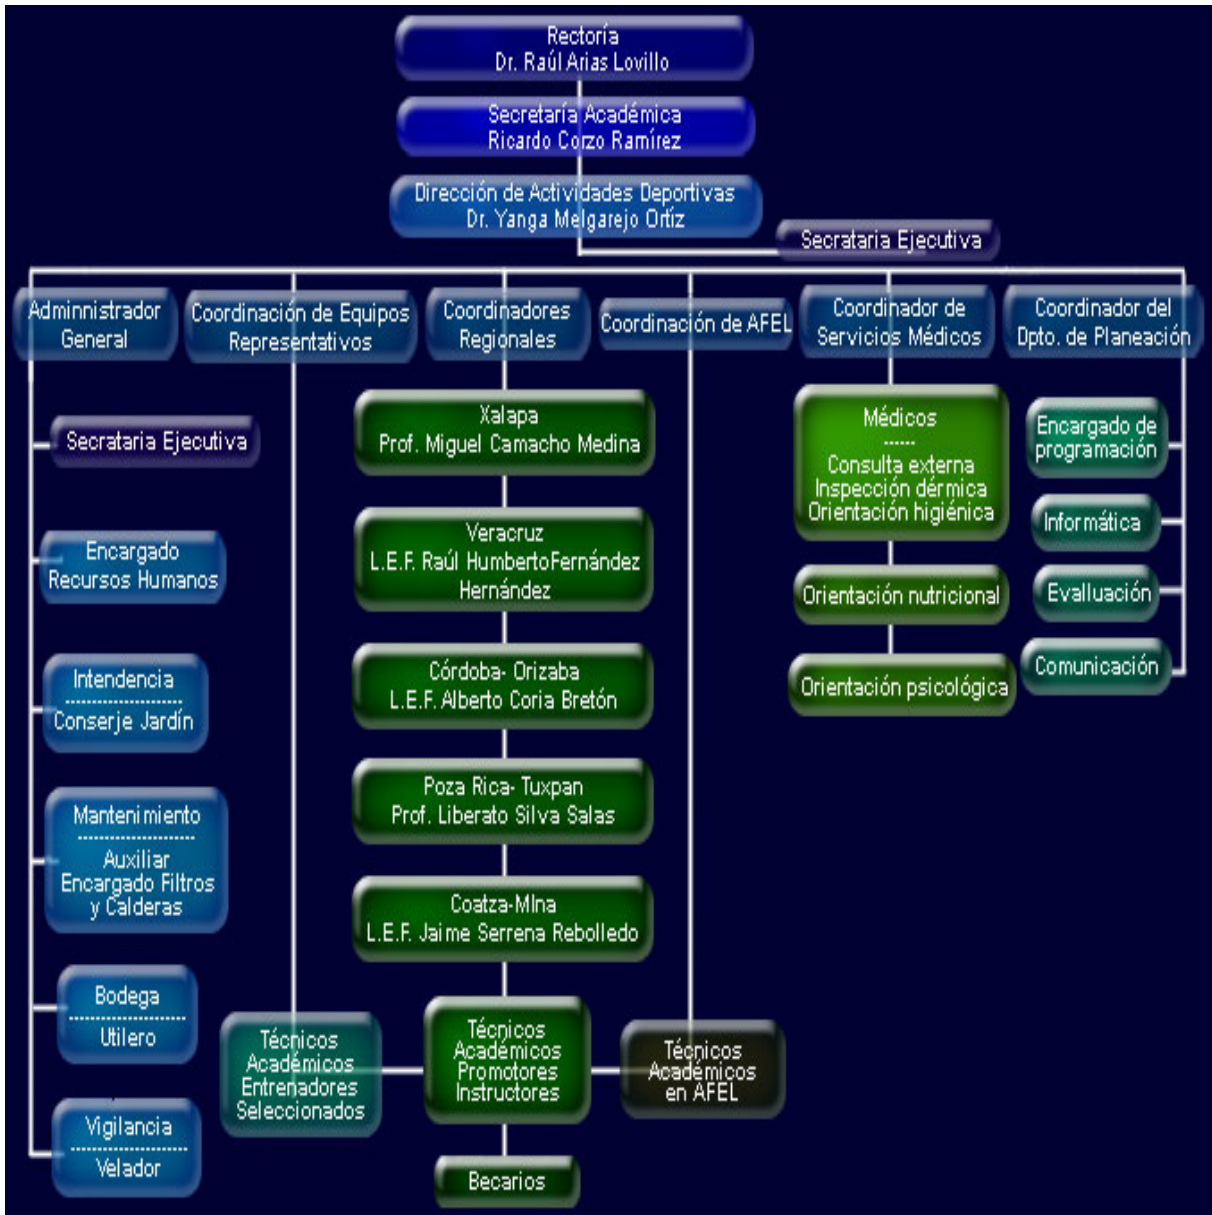 Rectoría
Dr. Raúl Arias Lovillo
Secretaría Académica
Ricardo Corzo Ramírez
Dirección de Actividades Deportivas
Dr. Yanga Melgarejo Ortíz
Secrataria Ejecutiva
Adminnistrador
General
Coordinación de Equipos
Representativos
Coordinadores
Regionales
Coordinación de AFEL
Coordinador de
Servicios Médicos
Coordinador del
Dpto. de Planeación
Secrataria Ejecutiva
Encargado
Recursos Humanos
Intendencia
--------------------
Conserje Jardín
Mantenimiento
--------------------
Auxiliar
Encargado Filtros
y Calderas
Bodega
--------------------
Utilero
Vigilancia
--------------------
Velador
Técnicos
Académicos
Entrenadores
Seleccionados
Xalapa
Prof. Miguel Camacho Medina
Veracruz
L.E.F. Raúl HumbertoFernández
Hernández
Córdoba- Orizaba
L.E.F. Alberto Coria Bretón
Poza Rica- Tuxpan
Prof. Liberato Silva Salas
Coatza-MIna
L.E.F. Jaime Serrena Rebolledo
Técnicos
Académicos
Promotores
Instructores
Becarios
Técnicos
Académicos
en AFEL
Médicos
------
Consulta externa
Inspección dérmica
Orientación higiénica
Orientación nutricional
Orientación psicológica
Encargado de
programación
Informática
Evalluación
Comunicación